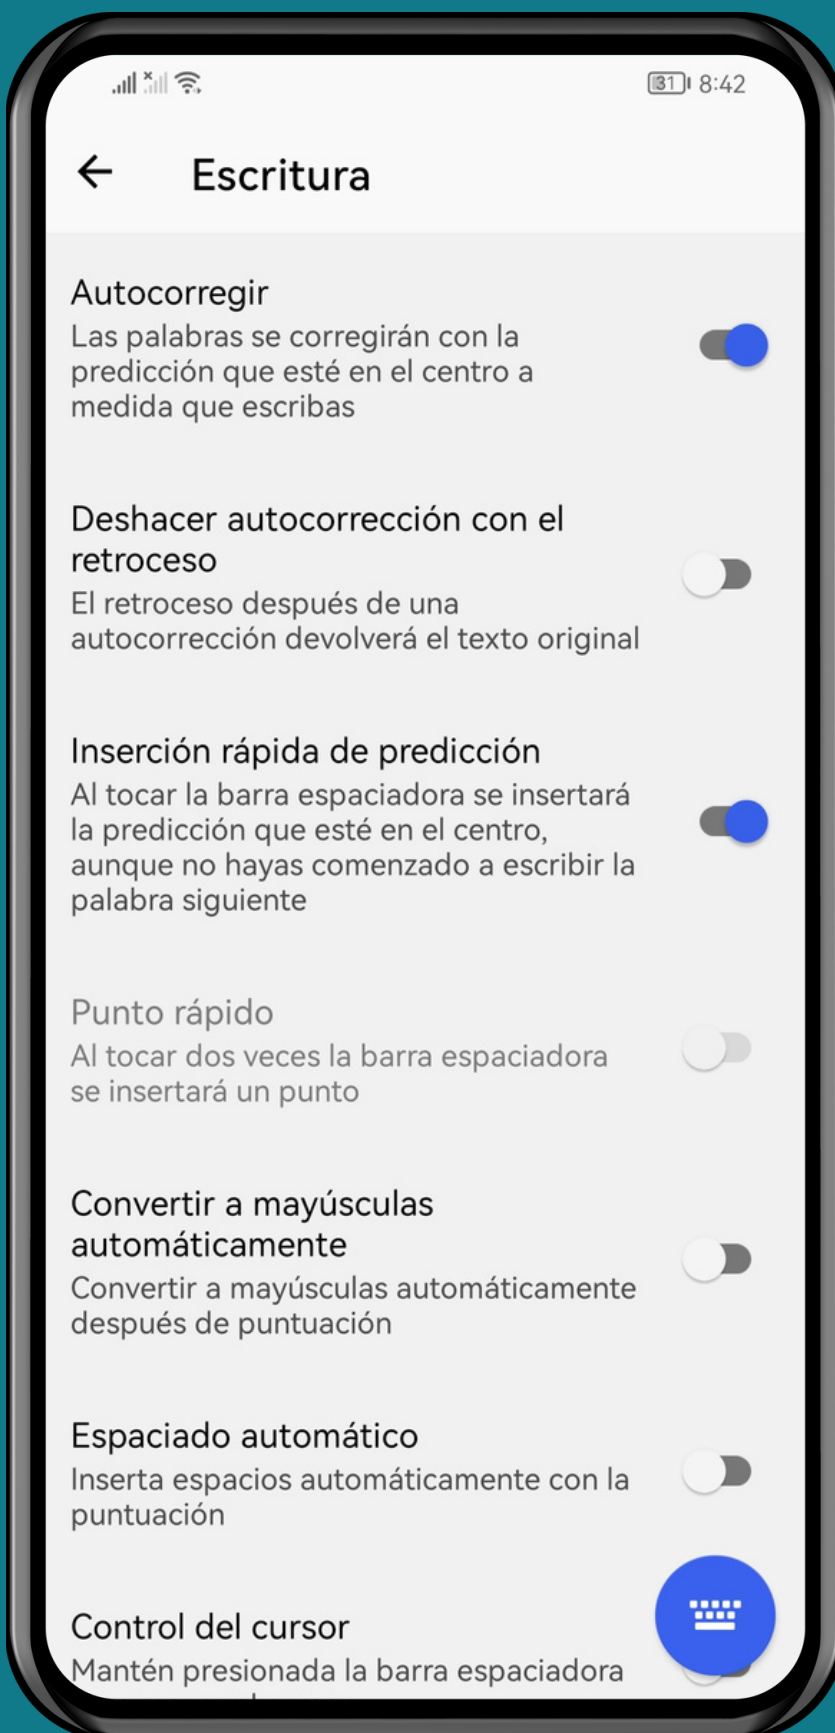 31 8:42
Escritura
Autocorregir
Las palabras se corregirán con la
predicción que esté en el centro a
medida que escribas
Deshacer autocorrección con el
retroceso
El retroceso después de una
autocorrección devolverá el texto original
Inserción rápida de predicción
Al tocar la barra espaciadora se insertará
la predicción que esté en el centro,
aunque no hayas comenzado a escribir la
palabra siguiente
Punto rápido
Al tocar dos veces la barra espaciadora
se insertará un punto
Convertir a mayúsculas
automáticamente
Convertir a mayúsculas automáticamente
después de puntuación
Espaciado automático
Inserta espacios automáticamente con la
puntuación
Control del cursor
Mantén presionada la barra espaciadora